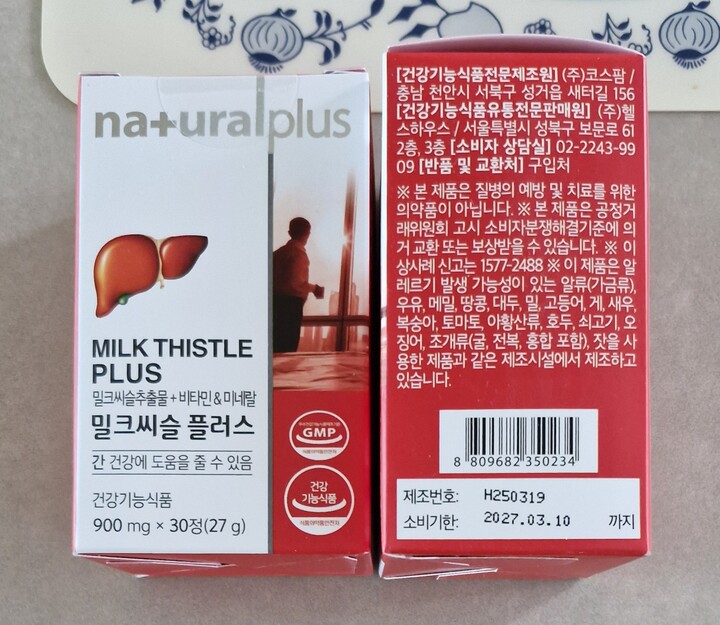 na+uralplus
MILK THISTLE
PLUS
밀크씨슬추출물 + 비타민 & 미네랄
밀크씨슬 플러스
간 건강에 도움을 줄 수 있음
건강기능식품
900 mg × 30정(27 g)
GMP
건강
기능식품
식품의약품안전처
[건강기능식품전문제조원] (주)코스팜 /
충남 천안시 서북구 성거읍 새터길 156
[건강기능식품유통전문판매원] (주)헬
스하우스 / 서울특별시 성북구 보문로 61
2층, 3층 [소비자 상담실] 02-2243-99
09 [반품 및 교환처] 구입처
※ 본 제품은 질병의 예방 및 치료를 위한
의약품이 아닙니다. ※ 본 제품은 공정거
래위원회 고시 소비자분쟁해결기준에 의
거 교환 또는 보상받을 수 있습니다. ※ 이
상사례 신고는 1577-2488 ※ 이 제품은 알
레르기 발생 가능성이 있는 알류(가금류),
우유, 메밀, 땅콩, 대두, 밀, 고등어, 게, 새우,
복숭아, 토마토, 아황산류, 호두, 쇠고기, 오
징어, 조개류(굴, 전복, 홍합 포함), 잣을 사
용한 제품과 같은 제조시설에서 제조하고
있습니다.
8 809682 350234
제조번호: H250319
소비기한: 2027.03.10 까지